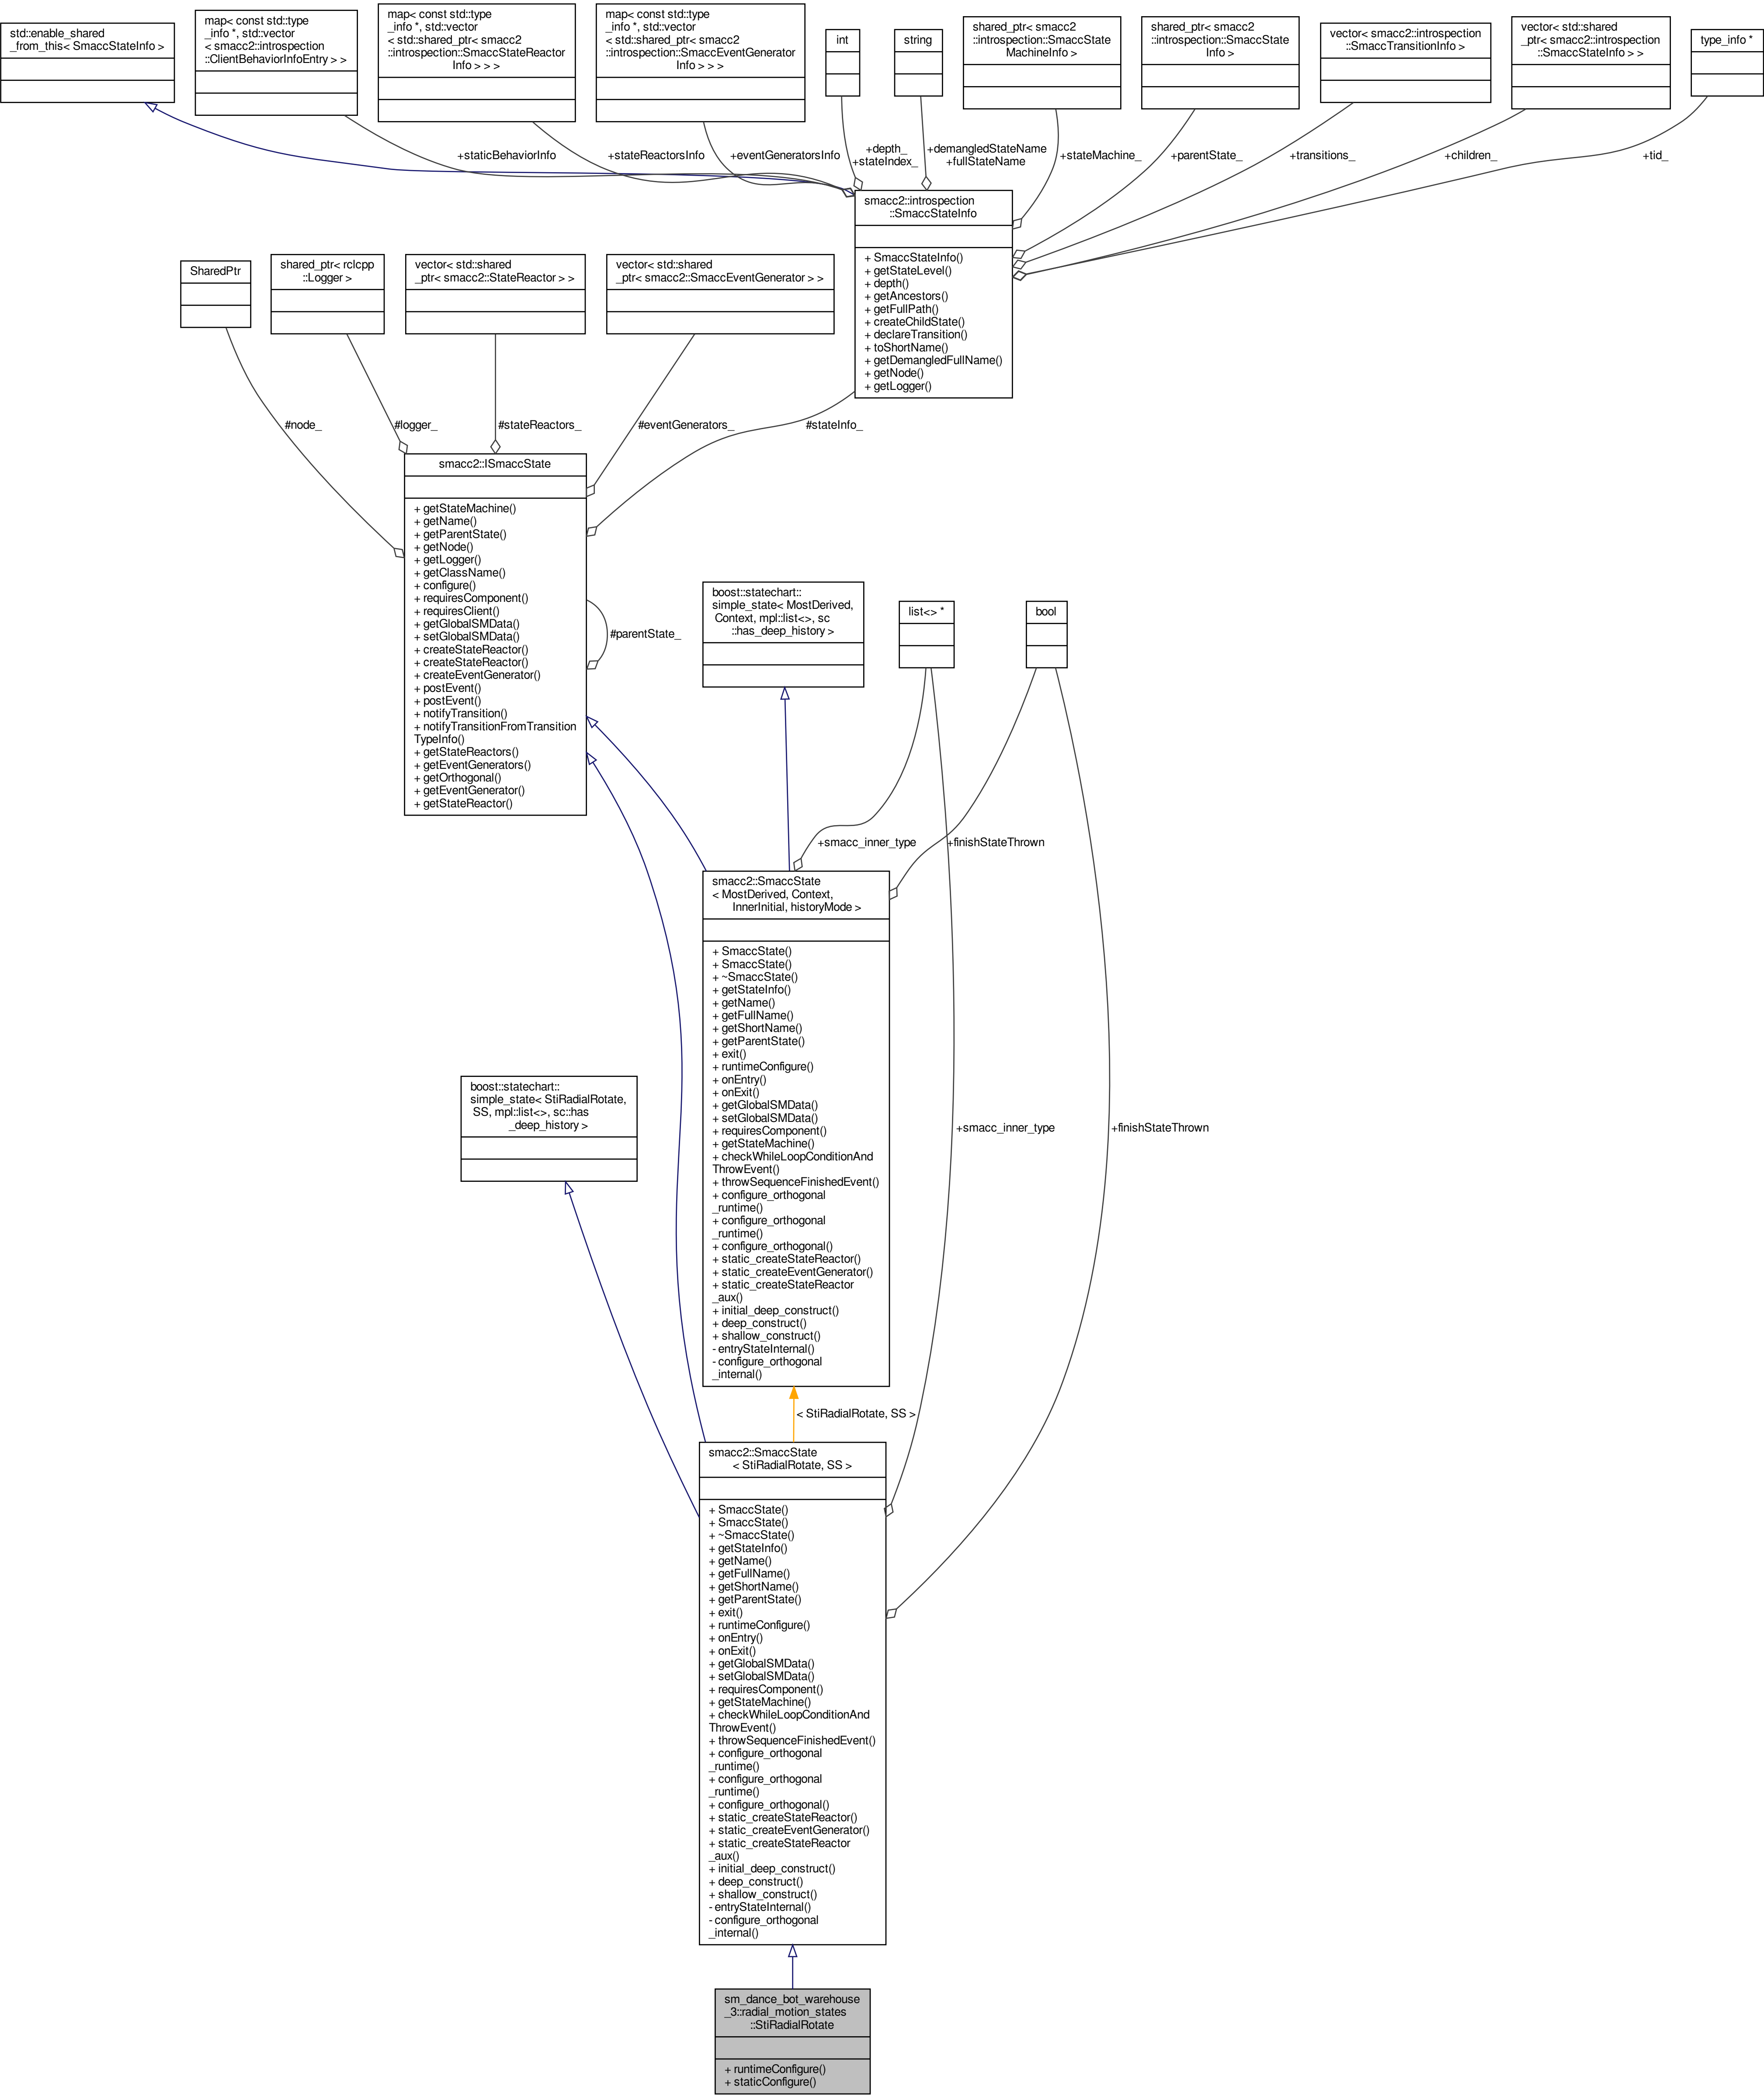 std::enable_shared
_from_this< SmaccStateInfo >
map< const std::type
_info *, std::vector
< smacc2::introspection
::ClientBehaviorInfoEntry > >
map< const std::type
_info *, std::vector
< std::shared_ptr< smacc2
::introspection::SmaccStateReactor
Info > > >
map< const std::type
_info *, std::vector
< std::shared_ptr< smacc2
::introspection::SmaccEventGenerator
Info > > >
int
string
shared_ptr< smacc2
::introspection::SmaccState
MachineInfo >
shared_ptr< smacc2
::introspection::SmaccState
Info >
vector< smacc2::introspection
::SmaccTransitionInfo >
vector< std::shared
_ptr< smacc2::introspection
::SmaccStateInfo > >
type_info *
+staticBehaviorInfo
+stateReactorsInfo
+eventGeneratorsInfo
+depth_
+stateIndex_
+demangledStateName
+fullStateName
+stateMachine_
+parentState_
+transitions_
+children_
+tid_
smacc2::introspection
::SmaccStateInfo
+ SmaccStateInfo()
+ getStateLevel()
+ depth()
+ getAncestors()
+ getFullPath()
+ createChildState()
+ declareTransition()
+ toShortName()
+ getDemangledFullName()
+ getNode()
+ getLogger()
SharedPtr
shared_ptr< rclcpp
::Logger >
vector< std::shared
_ptr< smacc2::StateReactor > >
vector< std::shared
_ptr< smacc2::SmaccEventGenerator > >
#node_
#logger_
#stateReactors_
#eventGenerators_
#stateInfo_
smacc2::ISmaccState
+ getStateMachine()
+ getName()
+ getParentState()
+ getNode()
+ getLogger()
+ getClassName()
+ configure()
+ requiresComponent()
+ requiresClient()
+ getGlobalSMData()
+ setGlobalSMData()
+ createStateReactor()
+ createStateReactor()
+ createEventGenerator()
+ postEvent()
+ postEvent()
+ notifyTransition()
+ notifyTransitionFromTransition
TypeInfo()
+ getStateReactors()
+ getEventGenerators()
+ getOrthogonal()
+ getEventGenerator()
+ getStateReactor()
#parentState_
boost::statechart::
simple_state< MostDerived,
Context, mpl::list<>, sc
::has_deep_history >
list<> *
bool
+smacc_inner_type
+finishStateThrown
smacc2::SmaccState
< MostDerived, Context,
InnerInitial, historyMode >
+ SmaccState()
+ SmaccState()
+ ~SmaccState()
+ getStateInfo()
+ getName()
+ getFullName()
+ getShortName()
+ getParentState()
+ exit()
+ runtimeConfigure()
+ onEntry()
+ onExit()
+ getGlobalSMData()
+ setGlobalSMData()
+ requiresComponent()
+ getStateMachine()
+ checkWhileLoopConditionAnd
ThrowEvent()
+ throwSequenceFinishedEvent()
+ configure_orthogonal
_runtime()
+ configure_orthogonal
_runtime()
+ configure_orthogonal()
+ static_createStateReactor()
+ static_createEventGenerator()
+ static_createStateReactor
_aux()
+ initial_deep_construct()
+ deep_construct()
+ shallow_construct()
- entryStateInternal()
- configure_orthogonal
_internal()
boost::statechart::
simple_state< StiRadialRotate,
SS, mpl::list<>, sc::has
_deep_history >
+smacc_inner_type
+finishStateThrown
< StiRadialRotate, SS >
smacc2::SmaccState
< StiRadialRotate, SS >
+ SmaccState()
+ SmaccState()
+ ~SmaccState()
+ getStateInfo()
+ getName()
+ getFullName()
+ getShortName()
+ getParentState()
+ exit()
+ runtimeConfigure()
+ onEntry()
+ onExit()
+ getGlobalSMData()
+ setGlobalSMData()
+ requiresComponent()
+ getStateMachine()
+ checkWhileLoopConditionAnd
ThrowEvent()
+ throwSequenceFinishedEvent()
+ configure_orthogonal
_runtime()
+ configure_orthogonal
_runtime()
+ configure_orthogonal()
+ static_createStateReactor()
+ static_createEventGenerator()
+ static_createStateReactor
_aux()
+ initial_deep_construct()
+ deep_construct()
+ shallow_construct()
- entryStateInternal()
- configure_orthogonal
_internal()
sm_dance_bot_warehouse
_3::radial_motion_states
::StiRadialRotate
+ runtimeConfigure()
+ staticConfigure()